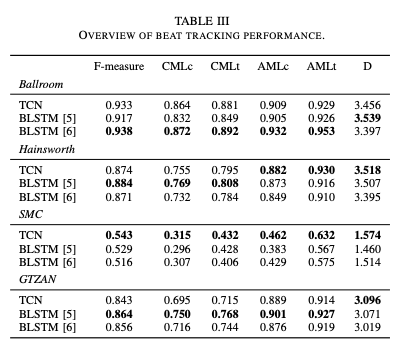 TABLE III
OVERVIEW OF BEAT TRACKING PERFORMANCE.
F-measure CMLc CMLt AMLc AMLt D
Ballroom
TCN 0.933 0.864 0.881 0.909 0.929 3.456
BLSTM [5] 0.917 0.832 0.849 0.905 0.926 3.539
BLSTM [6] 0.938 0.872 0.892 0.932 0.953 3.397
Hainsworth
TCN 0.874 0.755 0.795 0.882 0.930 3.518
BLSTM [5] 0.884 0.769 0.808 0.873 0.916 3.507
BLSTM [6] 0.871 0.732 0.784 0.849 0.910 3.395
SMC
TCN 0.543 0.315 0.432 0.462 0.632 1.574
BLSTM [5] 0.529 0.296 0.428 0.383 0.567 1.460
BLSTM [6] 0.516 0.307 0.406 0.429 0.575 1.514
GTZAN
TCN 0.843 0.695 0.715 0.889 0.914 3.096
BLSTM [5] 0.864 0.750 0.768 0.901 0.927 3.071
BLSTM [6] 0.856 0.716 0.744 0.876 0.919 3.019